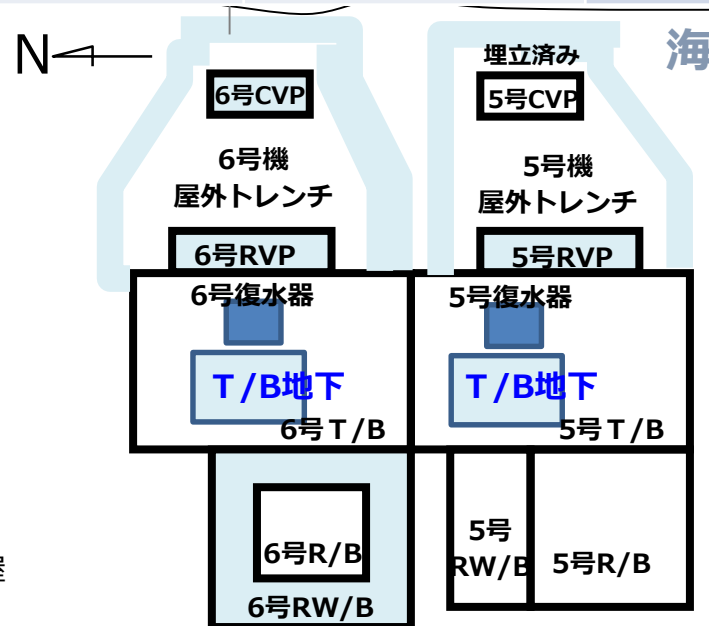 N
海
埋立済み
6号CVP
5号CVP
6号機
屋外トレンチ
5号機
屋外トレンチ
6号RVP
5号RVP
6号復水器
5号復水器
T/B地下
T/B地下
6号T/B
5号T/B
6号R/B
6号RW/B
5号
RW/B
5号R/B